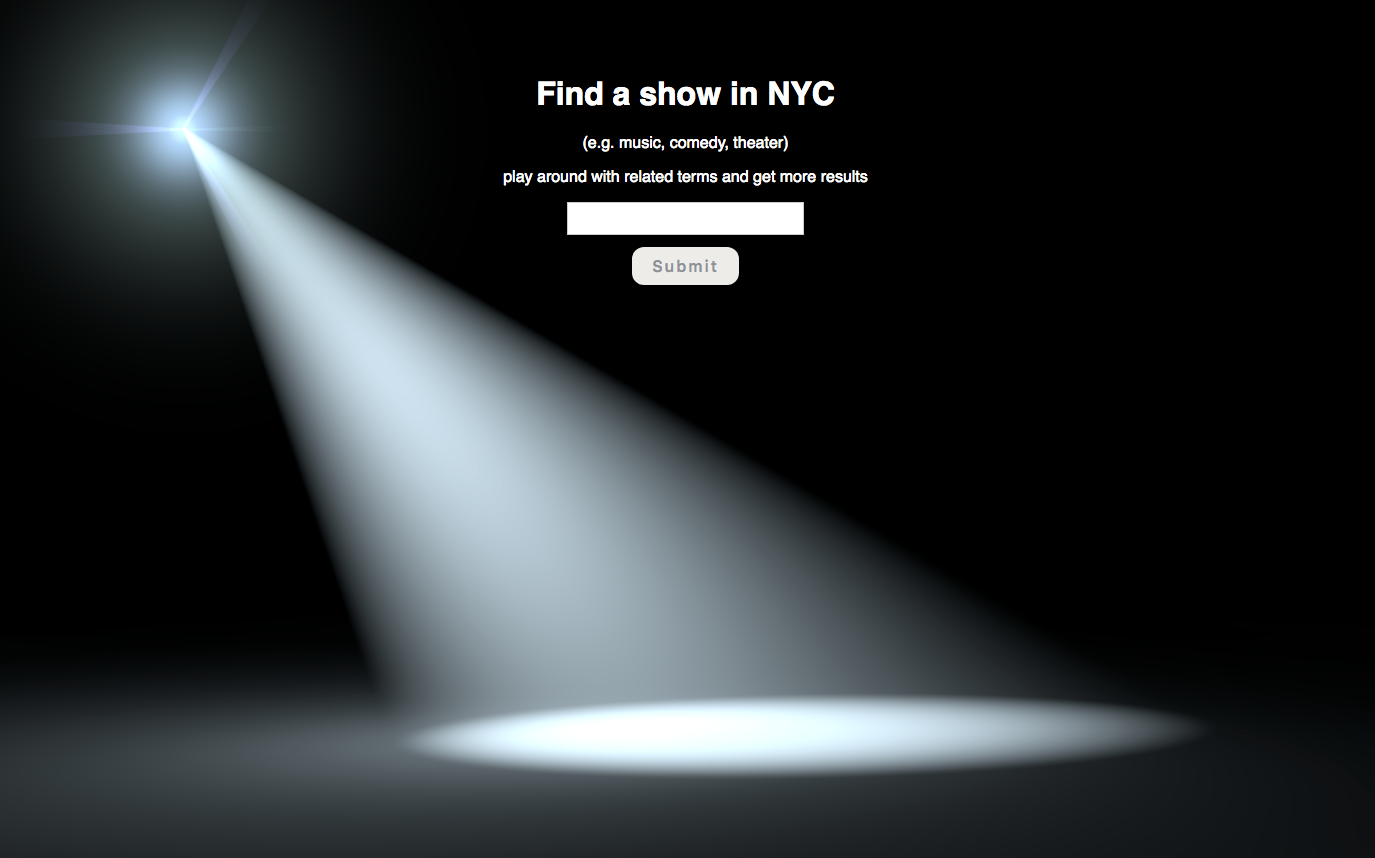 Find a show in NYC
(e.g. music, comedy, theater)
play around with related terms and get more results
Submit